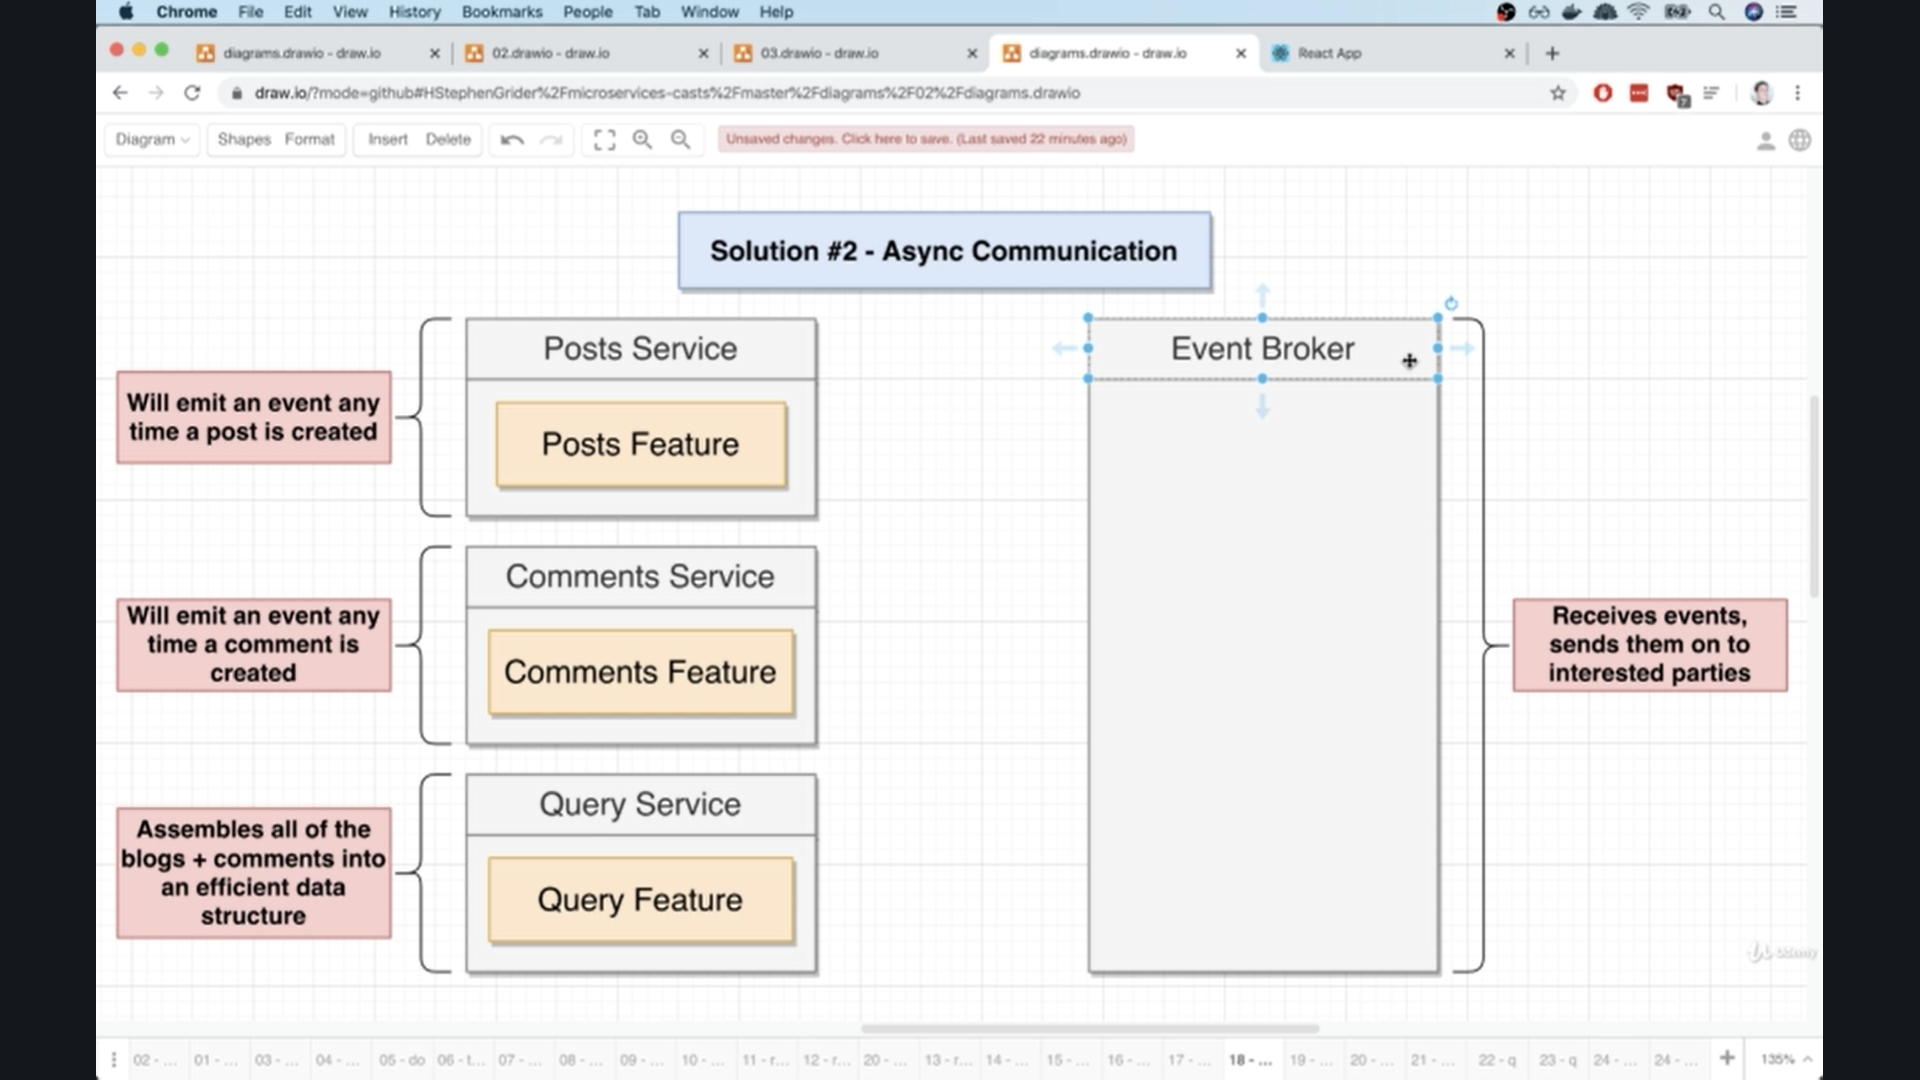 Chrome File Edit View History Bookmarks People Tab Window Help
diagrams.drawio - draw.io
02.drawio - draw.io
03.drawio - draw.io
diagrams.drawio - draw.io
React App
draw.io/?mode=github#HStephenGrider%2Fmicroservices-casts%2Fmaster%2Fdiagrams%2F02%2Fdiagrams.drawio
Diagram Shapes Format Insert Delete
Unsaved changes. Click here to save. (Last saved 22 minutes ago)
Solution #2 - Async Communication
Will emit an event any
time a post is created
Posts Service
Posts Feature
Will emit an event any
time a comment is
created
Comments Service
Comments Feature
Assembles all of the
blogs + comments into
an efficient data
structure
Query Service
Query Feature
Event Broker
Receives events,
sends them on to
interested parties
Udemy
02 - ... 01 - ... 03 - ... 04 - ... 05 - do 06 - t... 07 - ... 08 - ... 09 - ... 10 - ... 11 - r... 12 - r... 20 - ... 13 - r... 14 - ... 15 - ... 16 - ... 17 - ... 18 - ... 19 - ... 20 - ... 21 - ... 22 - q 23 - q 24 - ... 24 - ... 135%